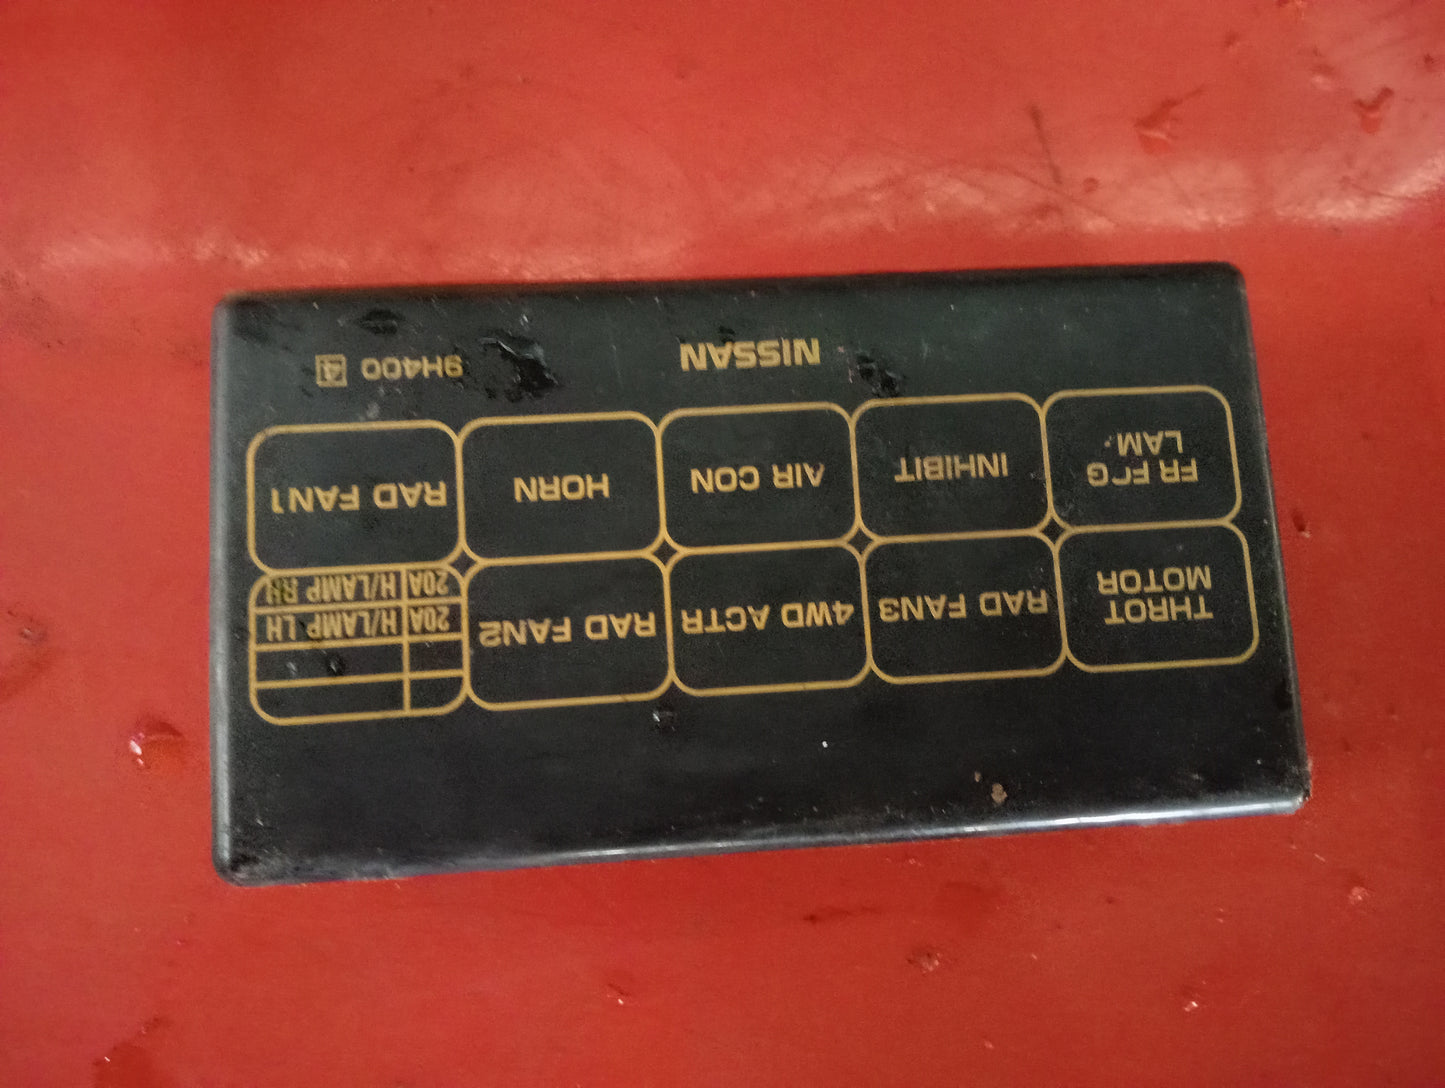 THROT
MOTOR
RAD FAN3
4WD ACTR
RAD FAN2
20A H/LAMP LH
20A H/LAMP RH
FR FOG
LAM
INHIBIT
AIR CON
HORN
RAD FAN1
NISSAN
9H400 4